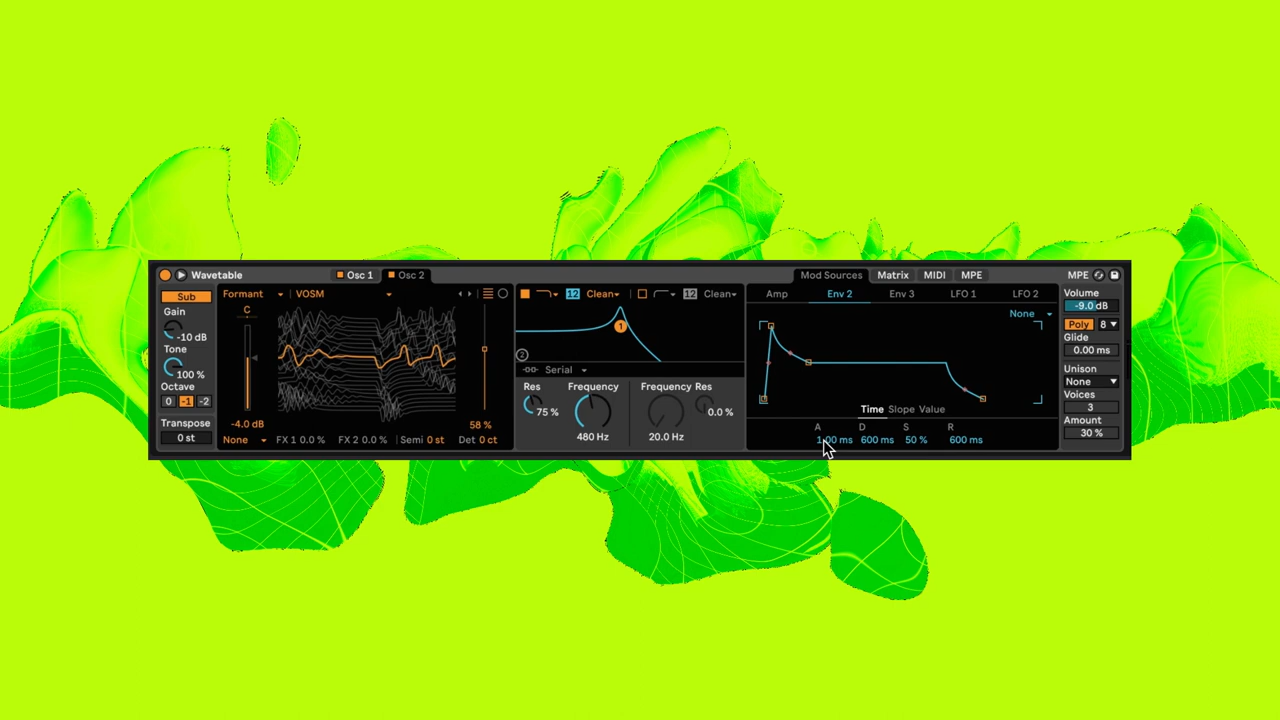 Wavetable Osc 1 Osc 2 Mod Sources Matrix MIDI MPE MPE
Sub Formant VOSM 12 Clean 12 Clean Amp Env 2 Env 3 LFO 1 LFO 2 Volume
-9.0 dB
Gain C None
-10 dB 1 Poly 8
Tone Glide
0.00 ms
2
100 % Serial Unison
Octave Res Frequency Frequency Res None
0 -1 -2 75 % 0.0 % Time Slope Value Voices
3
Transpose -4.0 dB 58 % A D S R Amount
0 st 480 Hz 20.0 Hz 1.00 ms 600 ms 50 % 600 ms 30 %
None FX 1 0.0 % FX 2 0.0 % Semi 0 st Det 0 ct